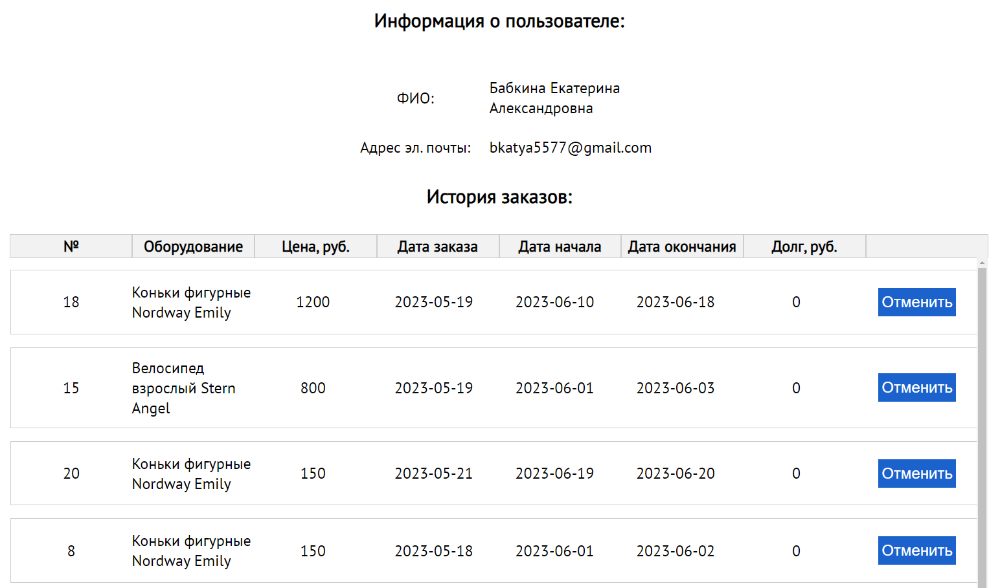 Информация о пользователе:
ФИО:
Бабкина Екатерина
Александровна
Адрес эл. почты: bkatya5577@gmail.com
История заказов:
№ Оборудование Цена, руб. Дата заказа Дата начала Дата окончания Долг, руб.
18 Коньки фигурные Nordway Emily 1200 2023-05-19 2023-06-10 2023-06-18 0 Отменить
15 Велосипед взрослый Stern Angel 800 2023-05-19 2023-06-01 2023-06-03 0 Отменить
20 Коньки фигурные Nordway Emily 150 2023-05-21 2023-06-19 2023-06-20 0 Отменить
8 Коньки фигурные Nordway Emily 150 2023-05-18 2023-06-01 2023-06-02 0 Отменить